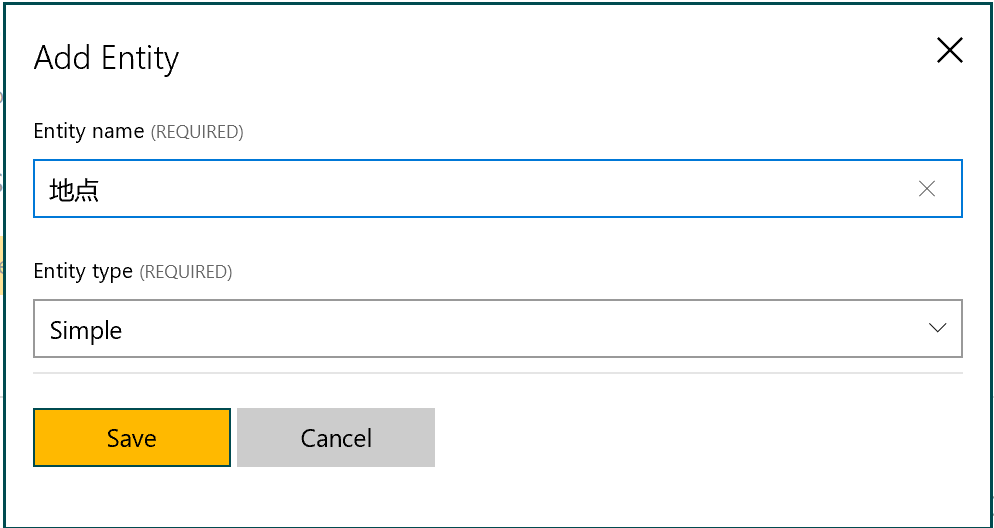 Add Entity
Entity name (REQUIRED)
地点
Entity type (REQUIRED)
Simple
Save Cancel